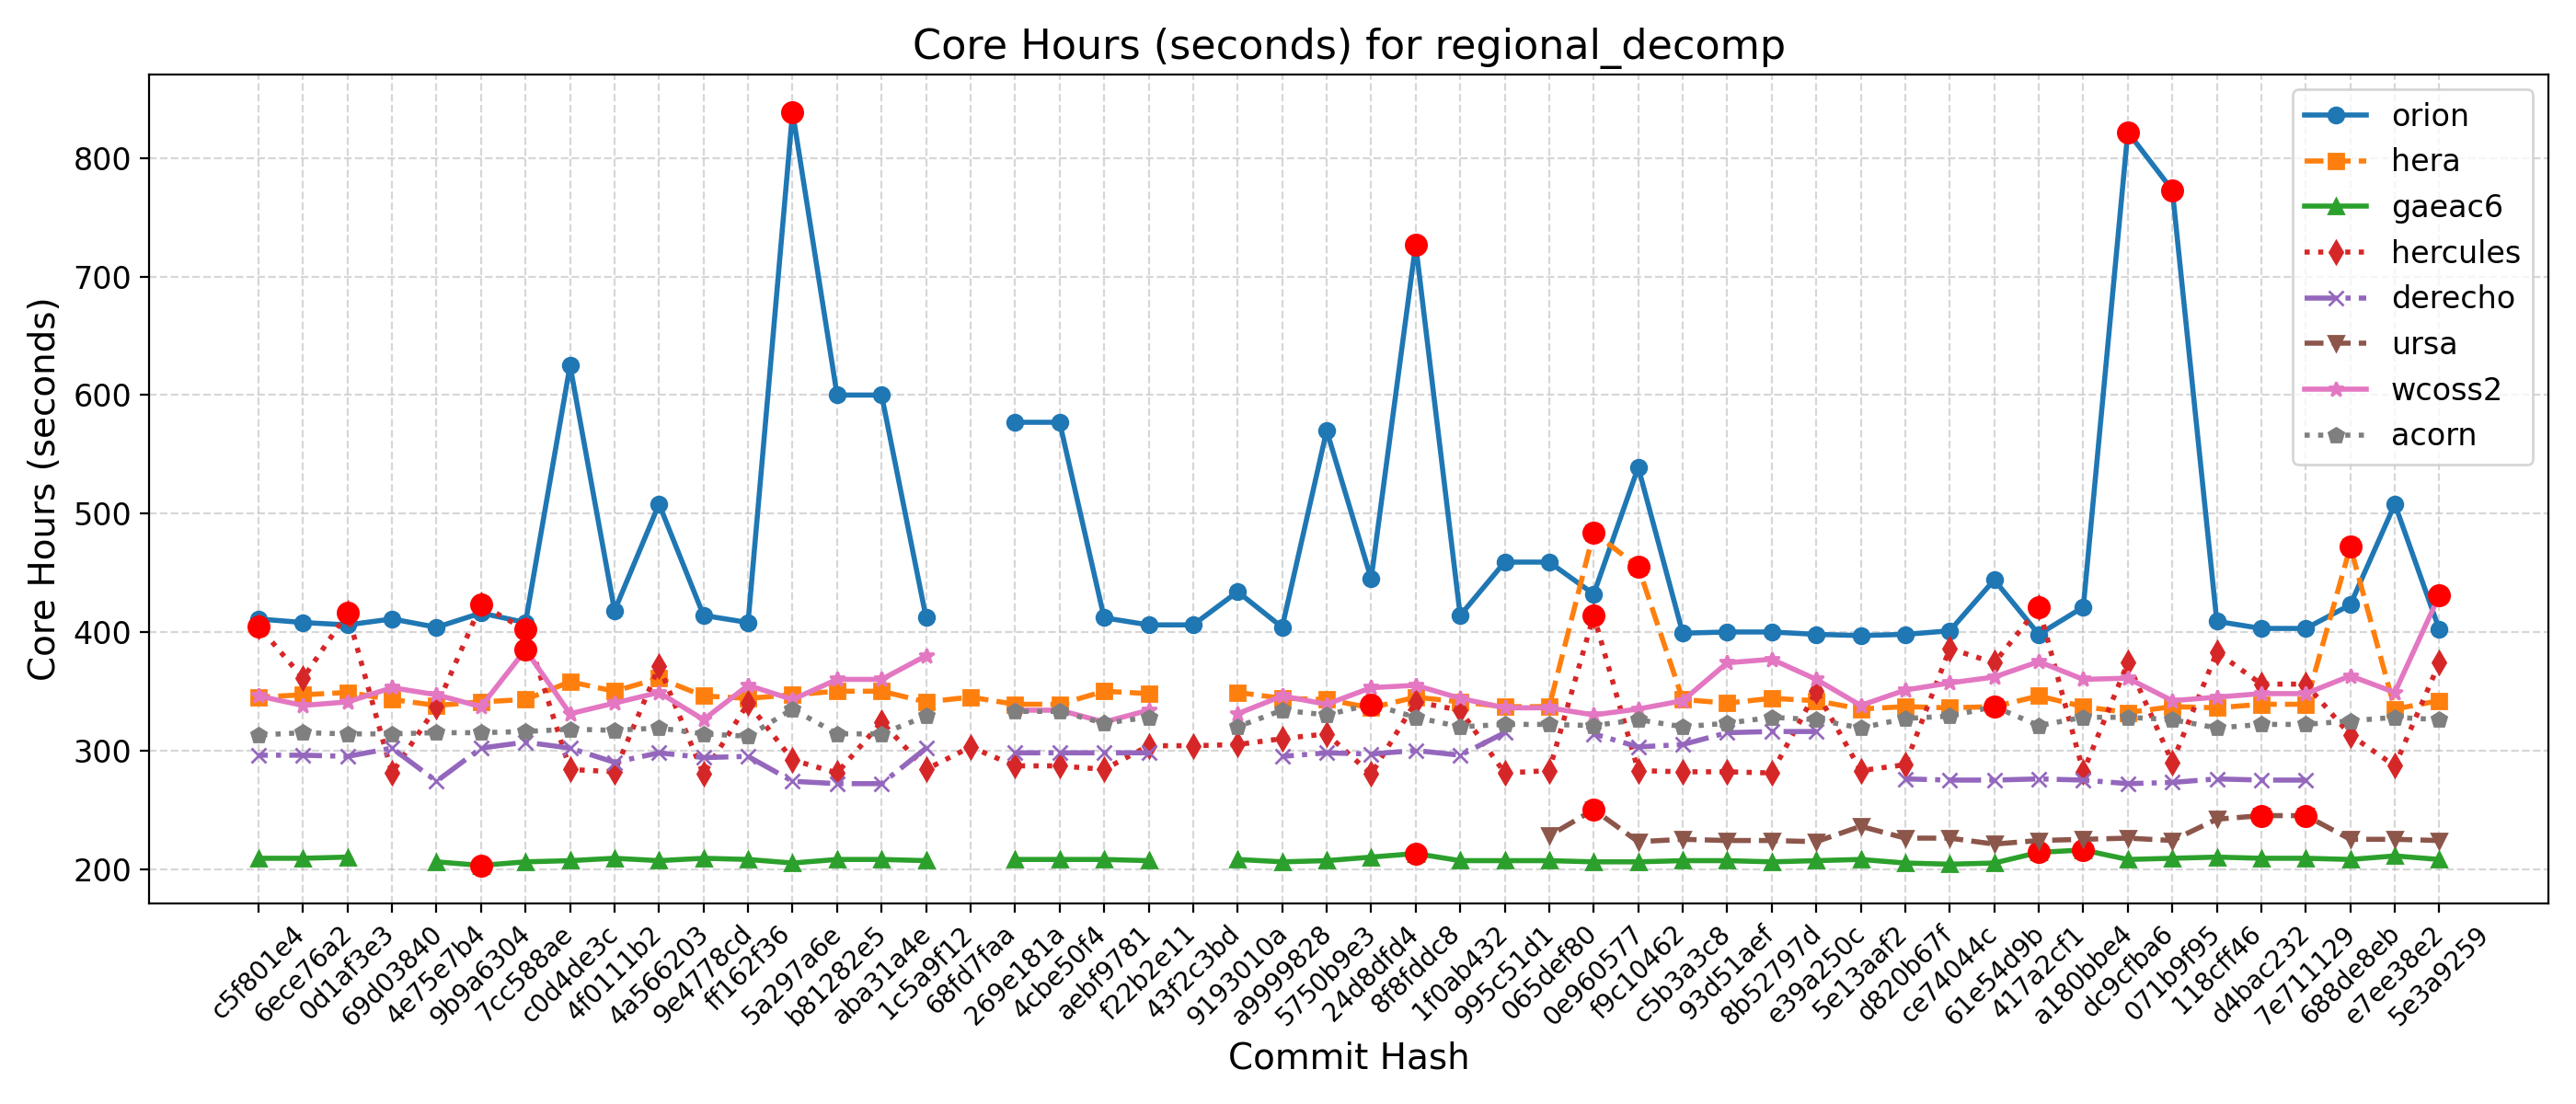 Core Hours (seconds) for regional_decomp
Core Hours (seconds)
800
700
600
500
400
300
200
orion
hera
gaeac6
hercules
derecho
ursa
wcoss2
acorn
c5f801e4
6ece76a2
0d1af3e3
69d03840
4e75e7b4
9b9a6304
7cc588ae
c0d4de3c
4f0111b2
4a566203
9e4778cd
ff162f36
5a297a6e
b81282e5
aba31a4e
1c5a9f12
68fd7faa
269e181a
4cbe50f4
aebf9781
f22b2e11
43f2c3bd
9193010a
a9999828
5750b9e3
24d8dfd4
8f8fddc8
1f0ab432
995c51d1
065def80
0e960577
f9c10462
c5b3a3c8
93d51aef
8b52797d
e39a250c
5e13aaf2
d820b67f
ce74044c
61e54d9b
417a2cf1
a180bbe4
dc9cfba6
071b9f95
118cff46
d4bac232
7e711129
688de8eb
e7ee38e2
5e3a9259
Commit Hash